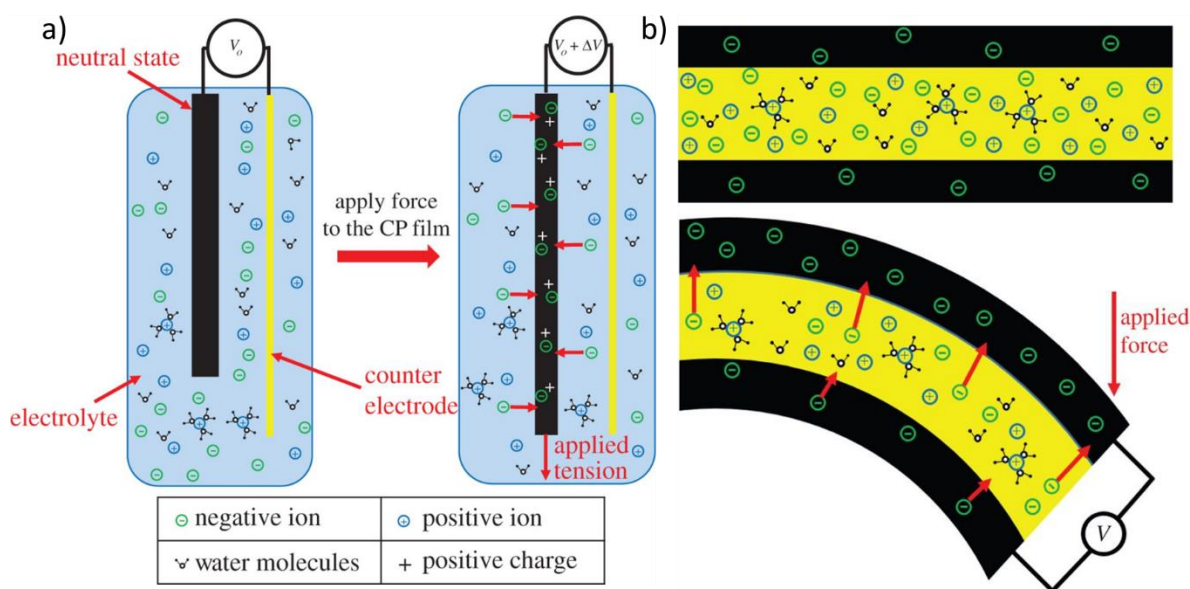 a)
neutral state
V₀
electrolyte
counter
electrode
apply force
to the CP film
V₀ + ΔV
applied
tension
⊖ negative ion
⊕ positive ion
water molecules
+ positive charge
b)
applied
force
V